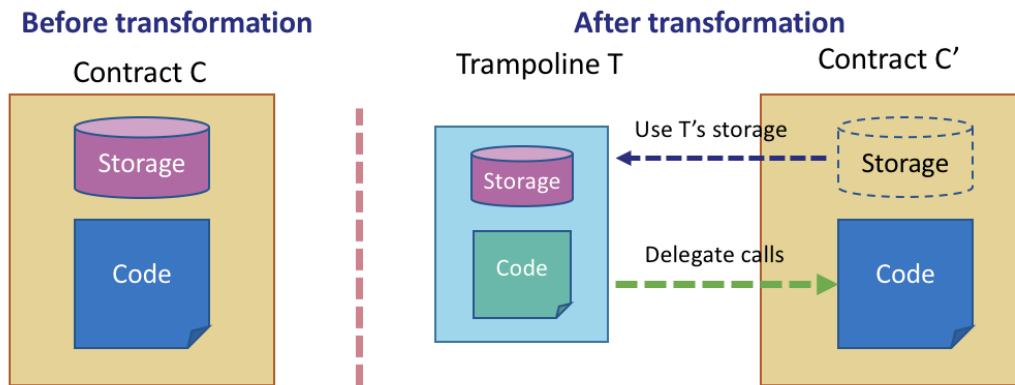 Before transformation
After transformation
Contract C
Trampoline T
Contract C’
Storage
Code
Storage
Code
Use T’s storage
Delegate calls
Storage
Code